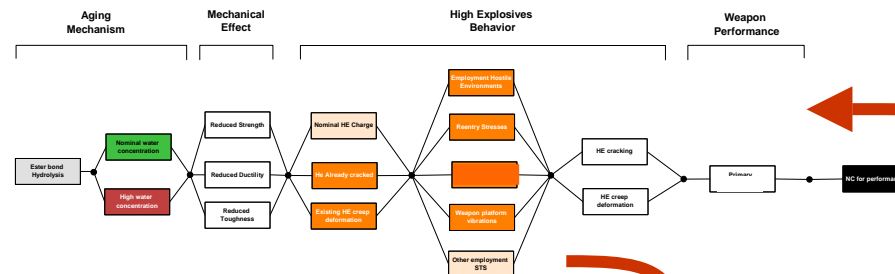 Aging
Mechanism
Mechanical
Effect
High Explosives
Behavior
Weapon
Performance
Employment Hostile
Environments
Reduced Strength
Nominal HE Charge
Reentry Stresses
Nominal water
concentration
HE cracking
Ester bond
Hydrolysis
Reduced Ductility
He Already cracked
Primary
NC for performan
High water
concentration
Reduced
Toughness
Existing HE creep
deformation
Weapon platform
vibrations
HE creep
deformation
Other employment
STS